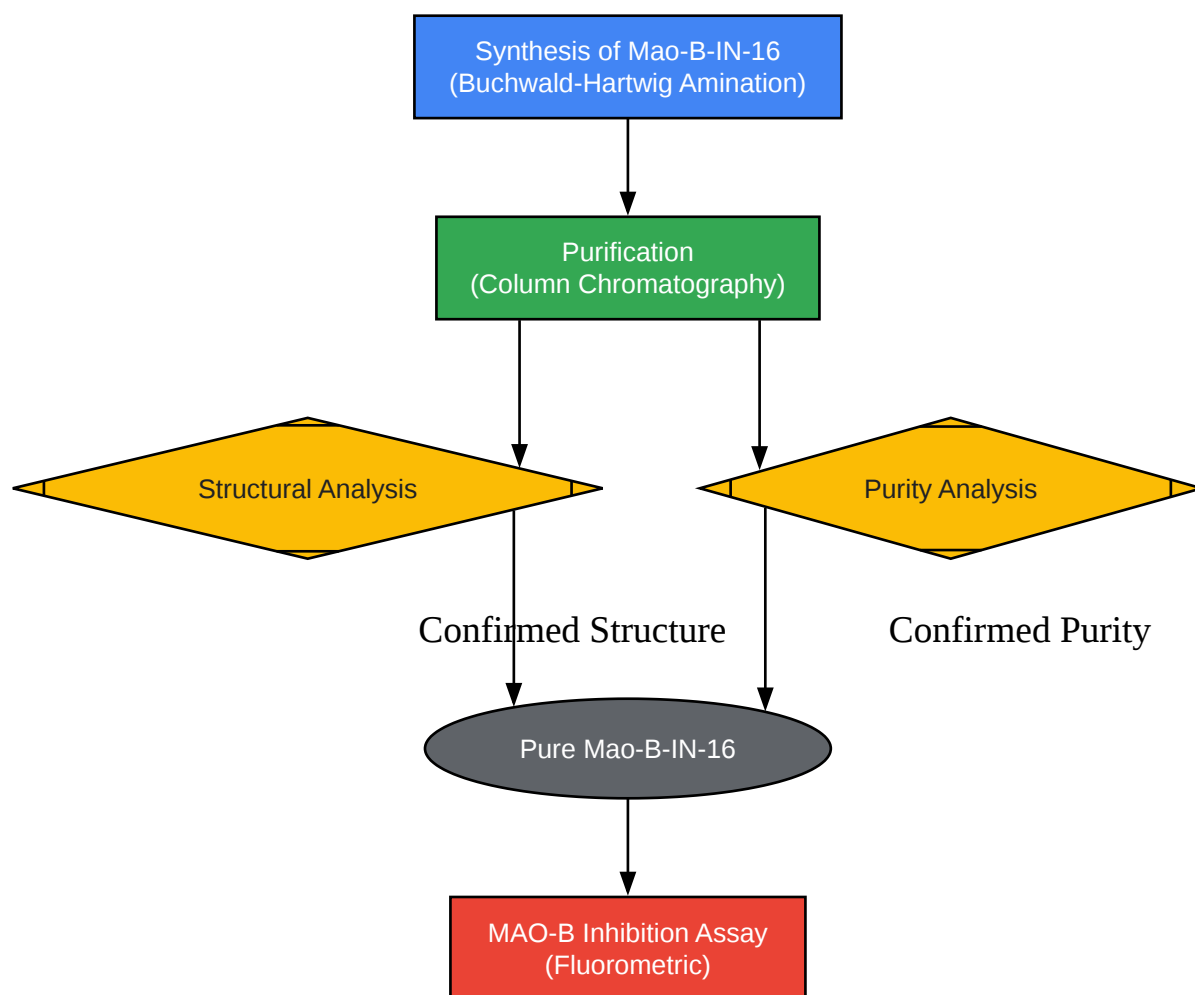 Synthesis of Mao-B-IN-16
(Buchwald-Hartwig Amination)
Purification
(Column Chromatography)
Structural Analysis
Purity Analysis
Confirmed Structure
Confirmed Purity
Pure Mao-B-IN-16
MAO-B Inhibition Assay
(Fluorometric)